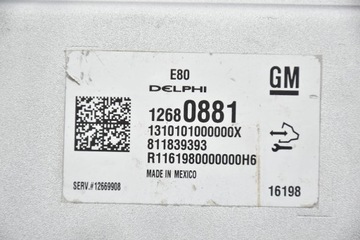 E80
DELPHI
GM
12680881
1310101000000X
811839393
R1161980000000H6
MADE IN MEXICO
SERV.#12669908
16198